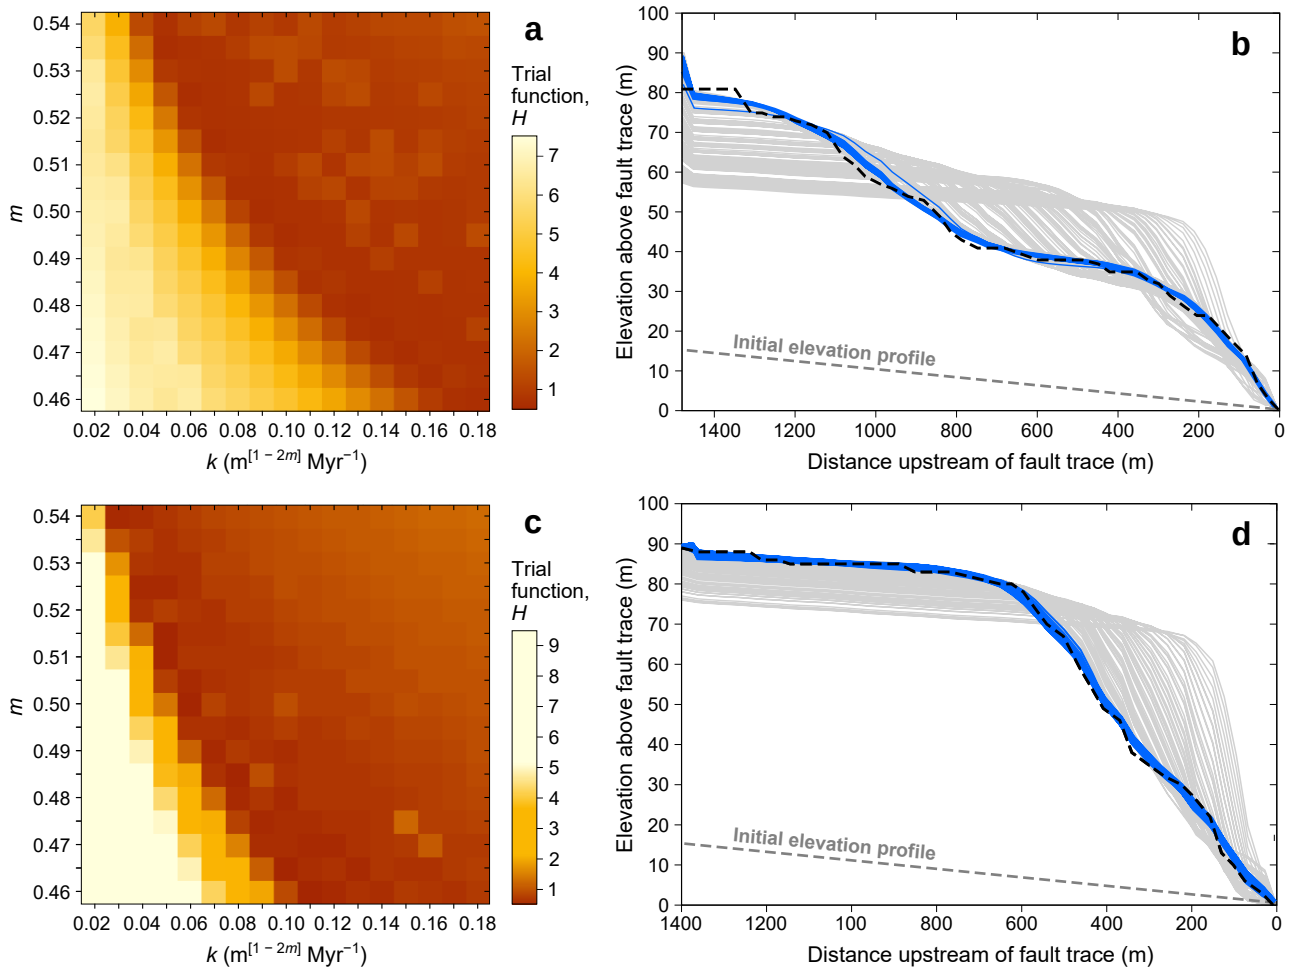 a
0.54
0.53
0.52
0.51
0.50
0.49
0.48
0.47
0.46
m
0.02 0.04 0.06 0.08 0.10 0.12 0.14 0.16 0.18
k (m[1 − 2m] Myr−1)
Trial
function,
H
7
6
5
4
3
2
1
b
100
90
80
70
60
50
40
30
20
10
0
Elevation above fault trace (m)
Initial elevation profile
1400 1200 1000 800 600 400 200 0
Distance upstream of fault trace (m)
c
0.54
0.53
0.52
0.51
0.50
0.49
0.48
0.47
0.46
m
0.02 0.04 0.06 0.08 0.10 0.12 0.14 0.16 0.18
k (m[1 − 2m] Myr−1)
Trial
function,
H
9
8
7
6
5
4
3
2
1
d
100
90
80
70
60
50
40
30
20
10
0
Elevation above fault trace (m)
Initial elevation profile
1400 1200 100 800 600 400 200 0
Distance upstream of fault trace (m)